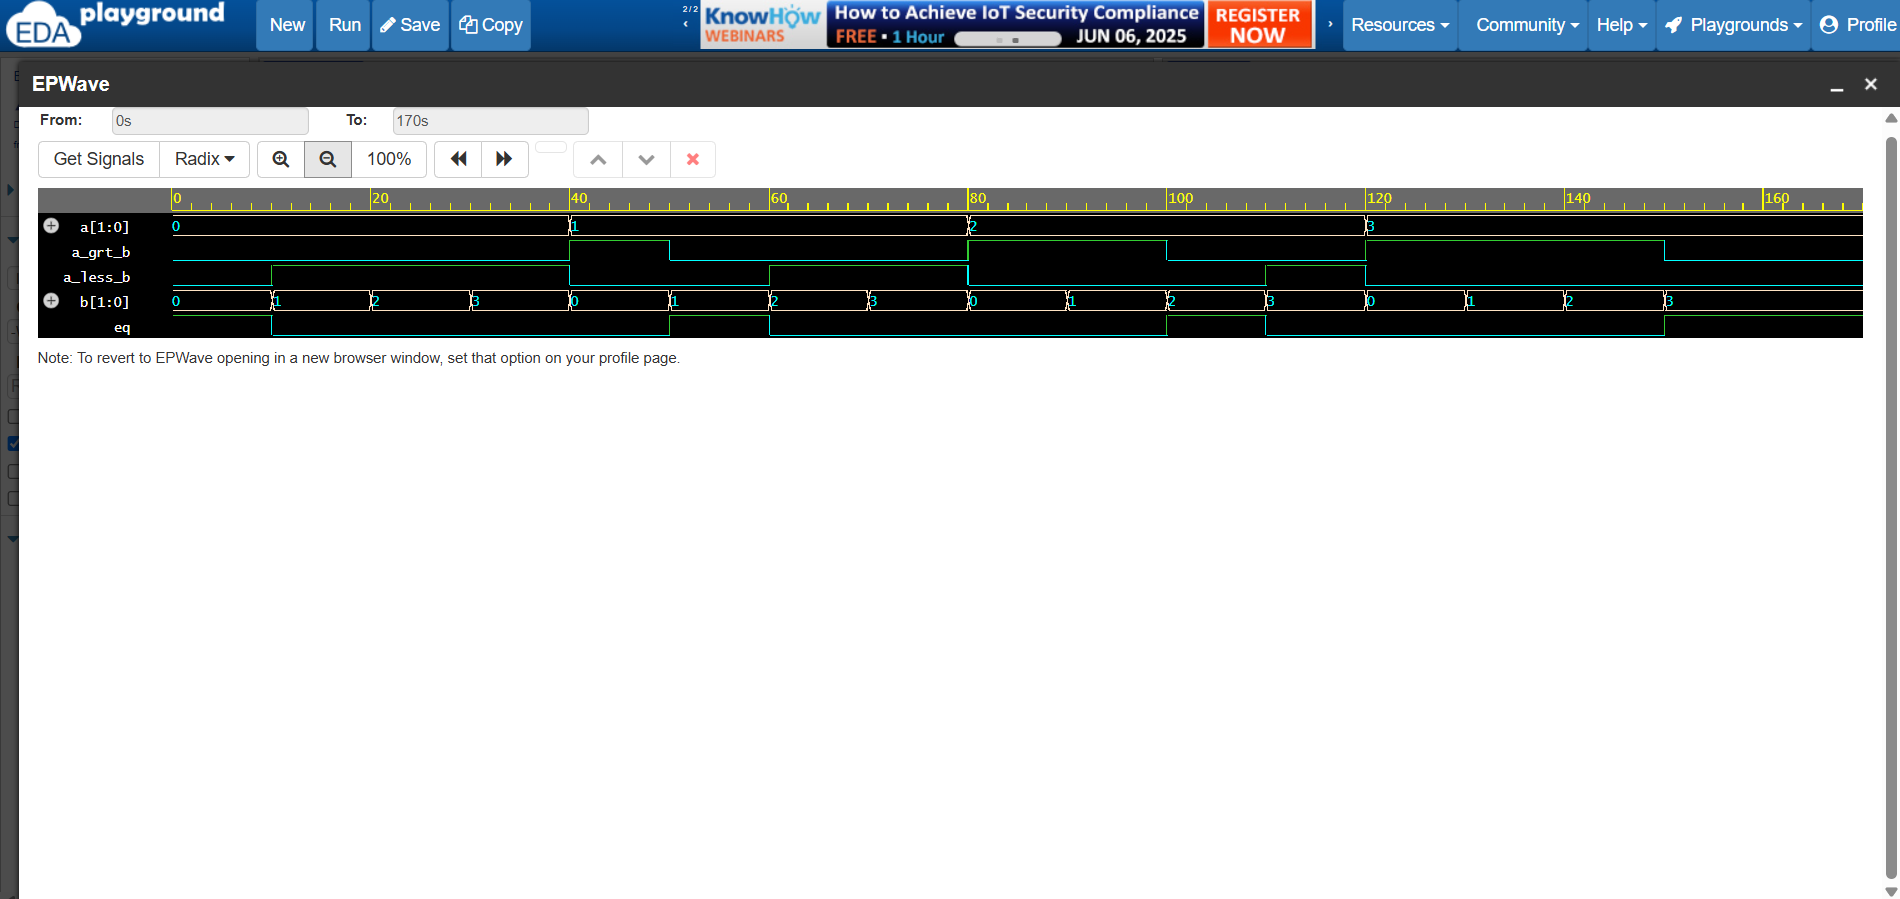 EDA playground New Run Save Copy 2/2 KnowHow WEBINARS How to Achieve IoT Security Compliance FREE • 1 Hour JUN 06, 2025 REGISTER NOW Resources Community Help Playgrounds Profile
EPWave
From: 0s To: 170s
Get Signals Radix 100%
0 20 40 60 80 100 120 140 160
a[1:0] 0 1 2 3
a_grt_b
a_less_b
b[1:0] 0 1 2 3 0 1 2 3 0 1 2 3 0 1 2 3
eq
Note: To revert to EPWave opening in a new browser window, set that option on your profile page.